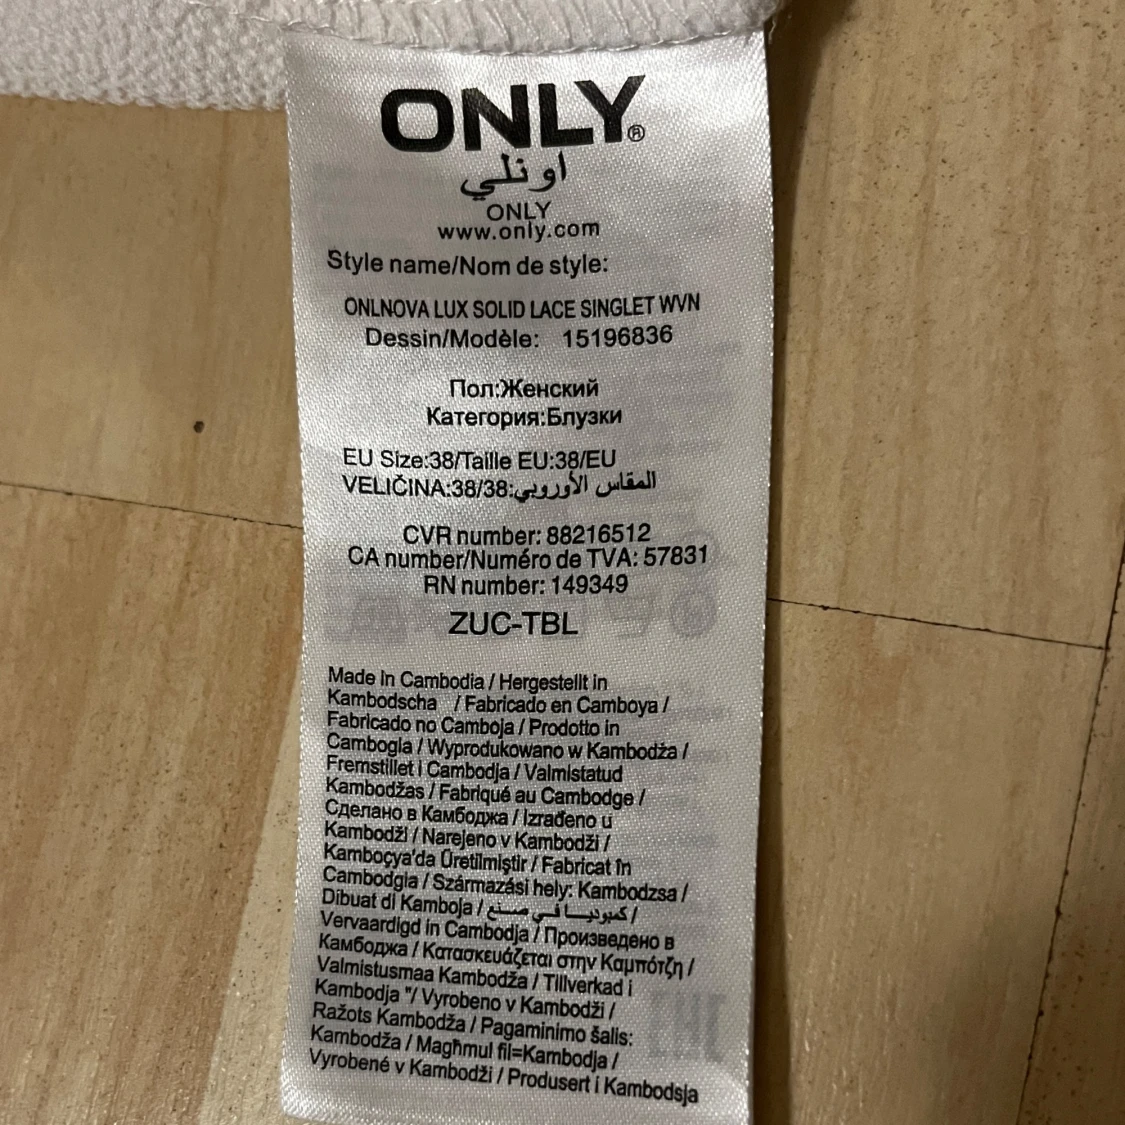 ONLY®
اونلي
ONLY
www.only.com
Style name/Nom de style:
ONLNOVA LUX SOLID LACE SINGLET WVN
Dessin/Modèle: 15196836
Пол:Женский
Категория:Блузки
EU Size:38/Taille EU:38/EU
VELIČINA:38/38:المقاس الأوروبي
CVR number: 88216512
CA number/Numéro de TVA: 57831
RN number: 149349
ZUC-TBL
Made in Cambodia / Hergestellt in
Kambodscha / Fabricado en Camboya /
Fabricado no Camboja / Prodotto in
Cambogia / Wyprodukowano w Kambodża /
Fremstillet i Cambodja / Valmistatud
Kambodžas / Fabriqué au Cambodge /
Сделано в Камбоджа / Izrađeno u
Kambodži / Narejeno v Kambodži /
Kamboçya'da Üretilmiştir / Fabricat în
Cambodgia / Származási hely: Kambodzsa /
Dibuat di Kamboja / كمبوديا في صنع /
Vervaardigd in Cambodja / Произведено в
Камбоджа / Κατασκευάζεται στην Καμπότζη /
Valmistusmaa Kambodža / Tillverkad i
Kambodja "/ Vyrobeno v Kambodži /
Ražots Kambodža / Pagaminimo šalis:
Kambodža / Magħmul fil=Kambodja /
Vyrobené v Kambodži / Produsert i Kambodsja